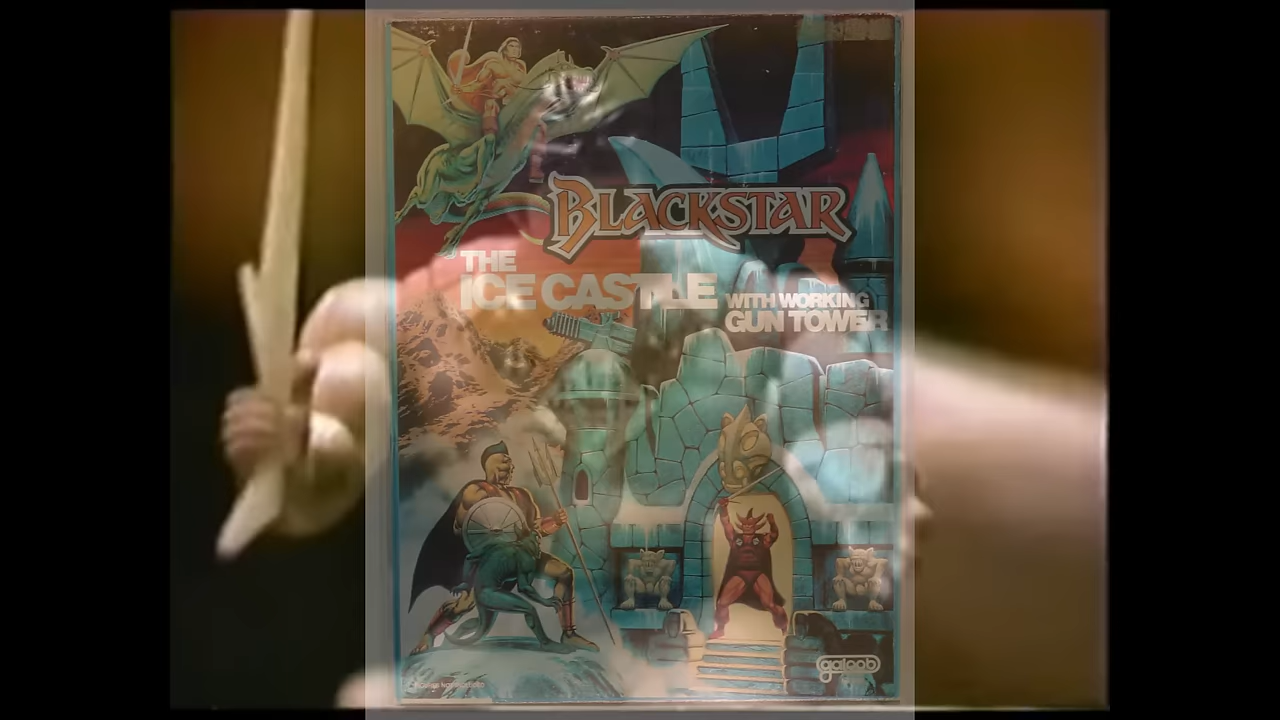 BLACKSTAR
THE
ICE CASTLE
WITH WORKING
GUN TOWER
galoob